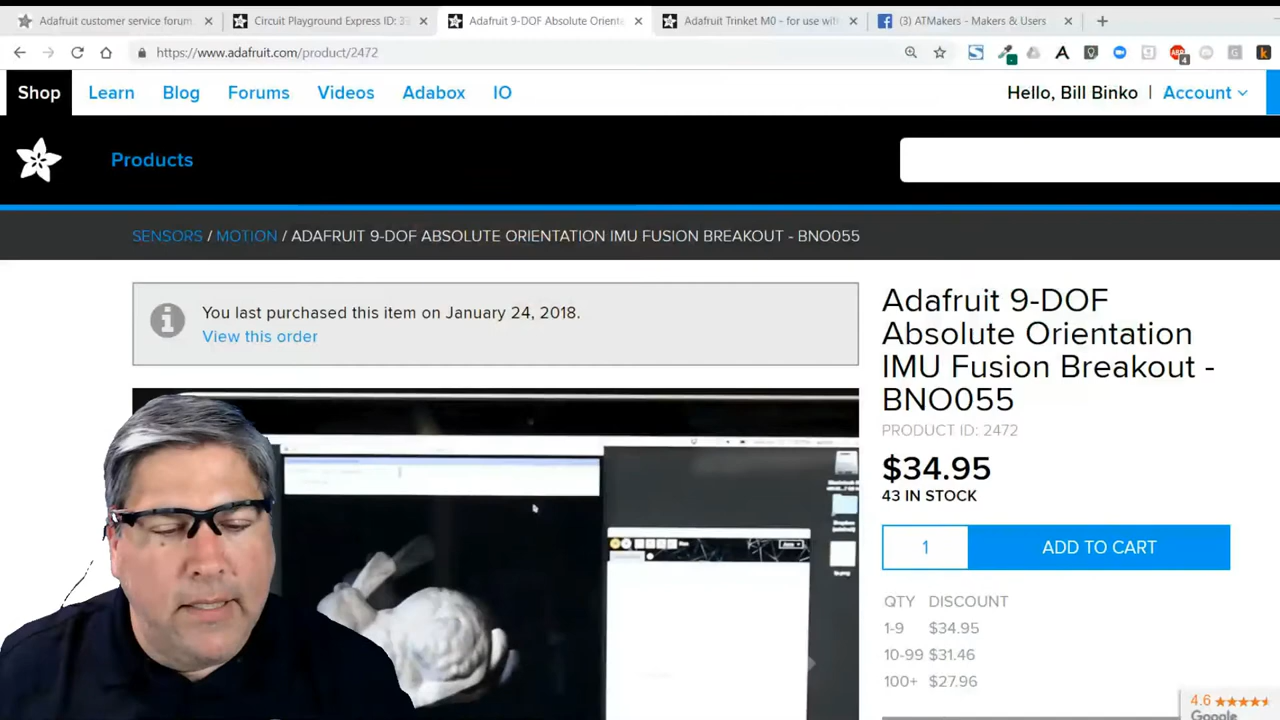 Adafruit customer service forum
Circuit Playground Express ID: 33
Adafruit 9-DOF Absolute Oriente
Adafruit Trinket M0 - for use with
(3) ATMakers - Makers & Users
https://www.adafruit.com/product/2472
Shop Learn Blog Forums Videos Adabox IO
Hello, Bill Binko | Account
Products
SENSORS / MOTION / ADAFRUIT 9-DOF ABSOLUTE ORIENTATION IMU FUSION BREAKOUT - BNO055
You last purchased this item on January 24, 2018.
View this order
Adafruit 9-DOF
Absolute Orientation
IMU Fusion Breakout -
BNO055
PRODUCT ID: 2472
$34.95
43 IN STOCK
1 ADD TO CART
QTY DISCOUNT
1-9 $34.95
10-99 $31.46
100+ $27.96
4.6
Google